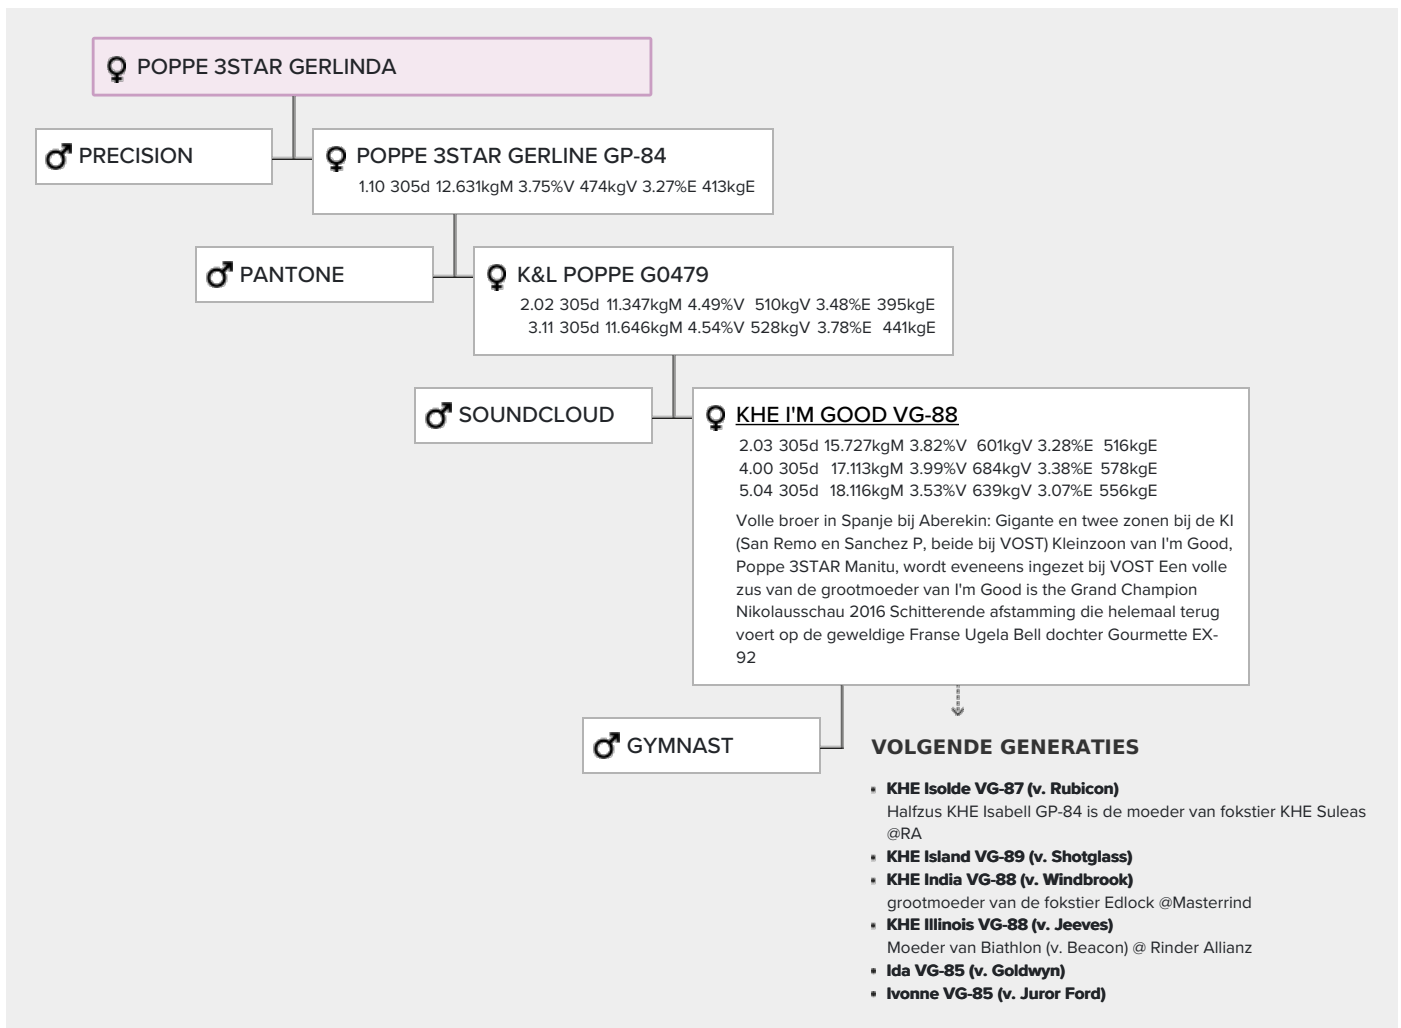 POPPE 3STAR GERLINDA
PRECISION
POPPE 3STAR GERLINE GP-84
1.10 305d 12.631kgM 3.75%V 474kgV 3.27%E 413kgE
PANTONE
K&L POPPE G0479
2.02 305d 11.347kgM 4.49%V 510kgV 3.48%E 395kgE
3.11 305d 11.646kgM 4.54%V 528kgV 3.78%E 441kgE
SOUNDCLOUD
KHE I'M GOOD VG-88
2.03 305d 15.727kgM 3.82%V 601kgV 3.28%E 516kgE
4.00 305d 17.113kgM 3.99%V 684kgV 3.38%E 578kgE
5.04 305d 18.116kgM 3.53%V 639kgV 3.07%E 556kgE
Volle broer in Spanje bij Aberekin: Gigante en twee zonen bij de KI
(San Remo en Sanchez P, beide bij VOST) Kleinzoon van I'm Good,
Poppe 3STAR Manitu, wordt eveneens ingezet bij VOST Een volle
zus van de grootmoeder van I'm Good is the Grand Champion
Nikolausschau 2016 Schitterende afstamming die helemaal terug
voert op de geweldige Franse Ugela Bell dochter Gourmette EX-
92
GYMNAST
VOLGENDE GENERATIES
KHE Isolde VG-87 (v. Rubicon)
Halfzus KHE Isabell GP-84 is de moeder van fokstier KHE Suleas
@RA
KHE Island VG-89 (v. Shotglass)
KHE India VG-88 (v. Windbrook)
grootmoeder van de fokstier Edlock @Masterrind
KHE Illinois VG-88 (v. Jeeves)
Moeder van Biathlon (v. Beacon) @ Rinder Allianz
Ida VG-85 (v. Goldwyn)
Ivonne VG-85 (v. Juror Ford)